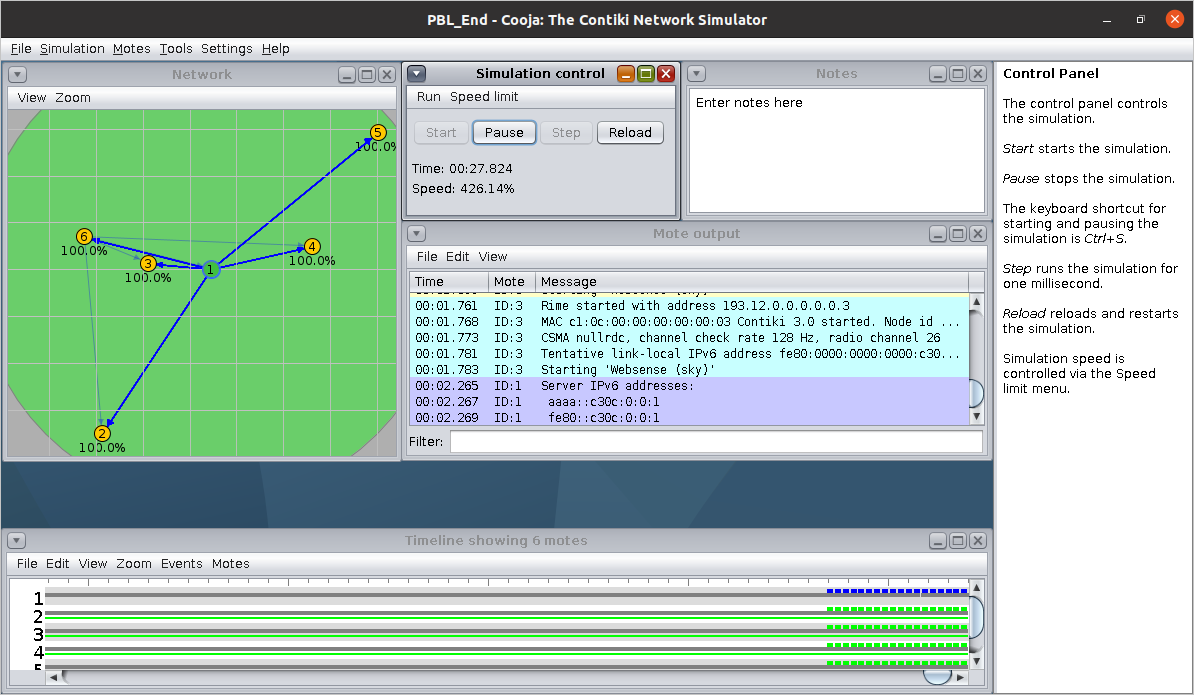 PBL_End - Cooja: The Contiki Network Simulator
File Simulation Motes Tools Settings Help
Network
View Zoom
5
100.0%
6
100.0%
4
100.0%
3
100.0%
1
2
100.0%
Simulation control
Run Speed limit
Start Pause Step Reload
Time: 00:27.824
Speed: 426.14%
Notes
Enter notes here
Mote output
File Edit View
Time Mote Message
00:01.761 ID:3 Rime started with address 193.12.0.0.0.0.0.3
00:01.768 ID:3 MAC c1:0c:00:00:00:00:00:03 Contiki 3.0 started. Node id ...
00:01.773 ID:3 CSMA nullrdc, channel check rate 128 Hz, radio channel 26
00:01.781 ID:3 Tentative link-local IPv6 address fe80:0000:0000:0000:c30...
00:01.783 ID:3 Starting 'Websense (sky)'
00:02.265 ID:1 Server IPv6 addresses:
00:02.267 ID:1 aaaa::c30c:0:0:1
00:02.269 ID:1 fe80::c30c:0:0:1
Filter:
Control Panel
The control panel controls
the simulation.
Start starts the simulation.
Pause stops the simulation.
The keyboard shortcut for
starting and pausing the
simulation is Ctrl+S.
Step runs the simulation for
one millisecond.
Reload reloads and restarts
the simulation.
Simulation speed is
controlled via the Speed
limit menu.
Timeline showing 6 motes
File Edit View Zoom Events Motes
1
2
3
4
5